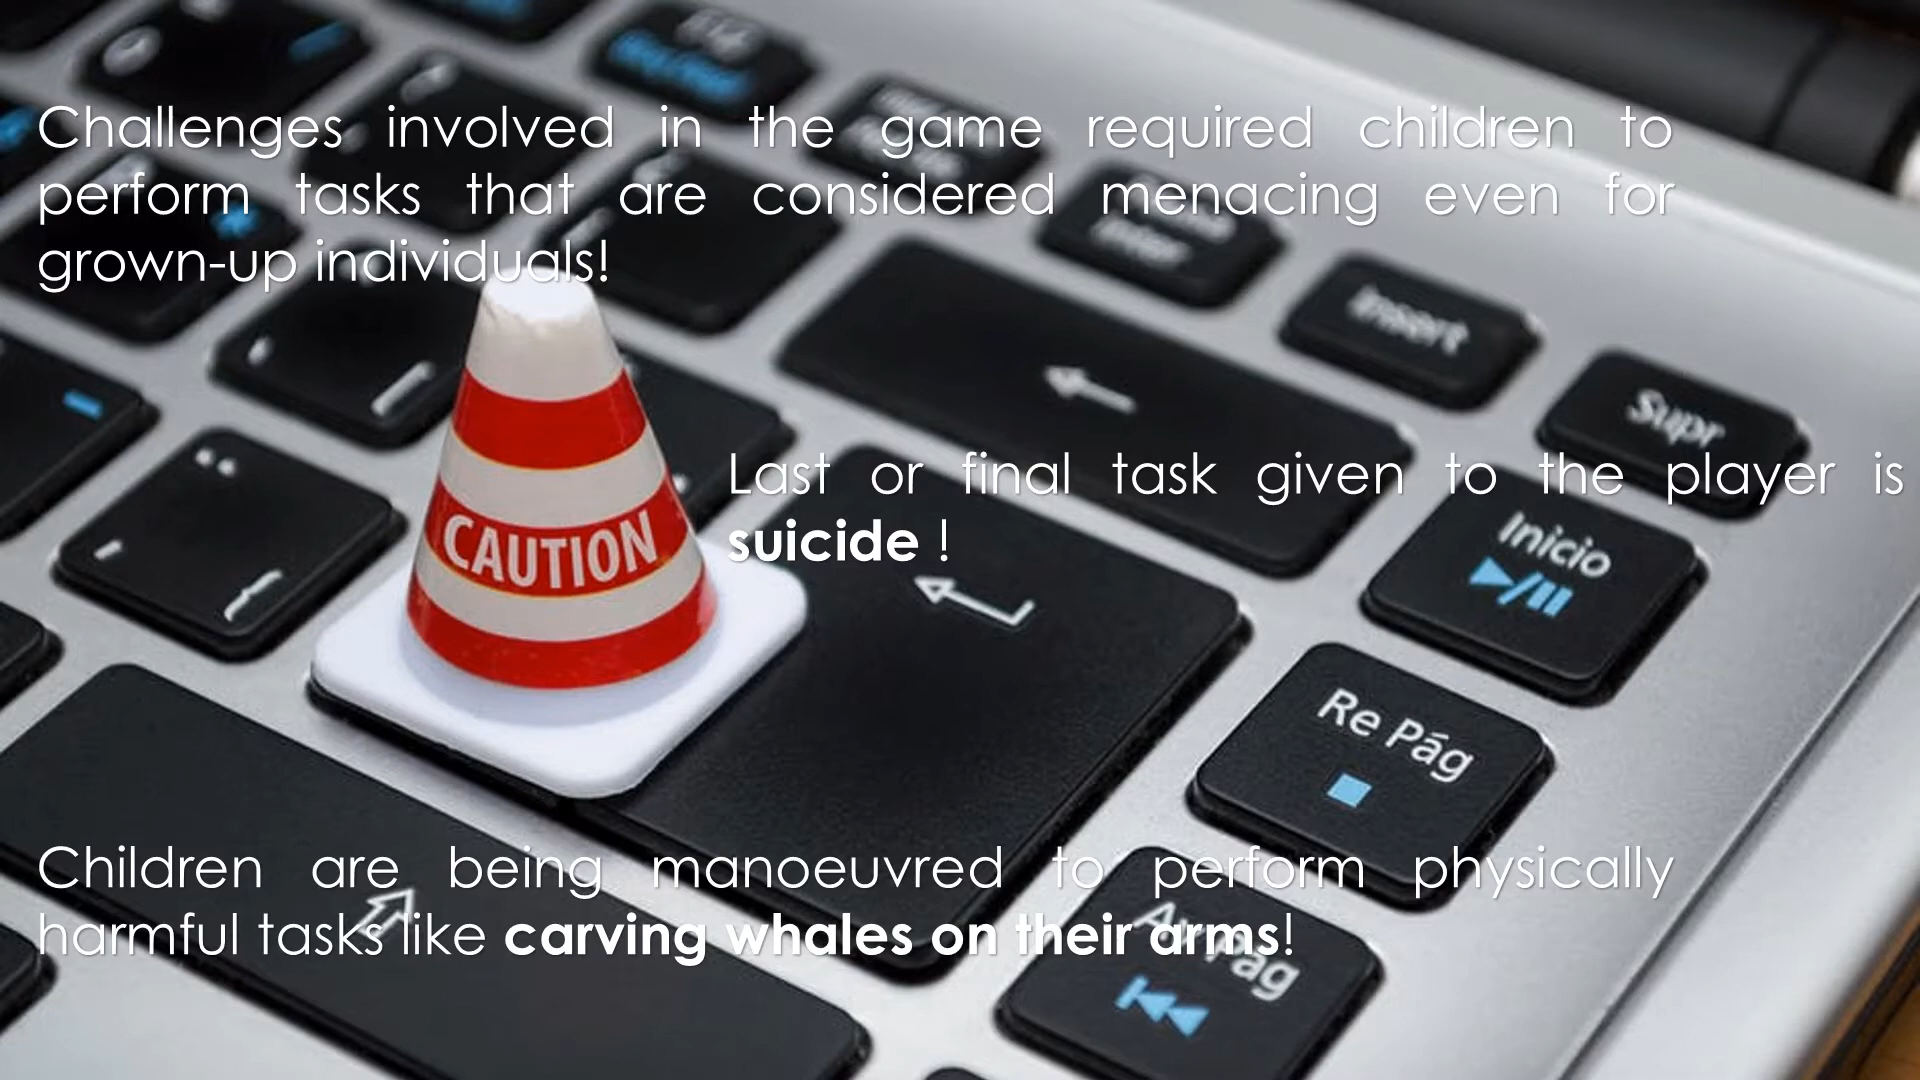 Challenges involved in the game required children to
perform tasks that are considered menacing even for
grown-up individuals!
Insert
Supr
Last or final task given to the player is
suicide !
CAUTION
Inicio
Re Pág
Children are being manoeuvred to perform physically
harmful tasks like carving whales on their arms!
Av Pág